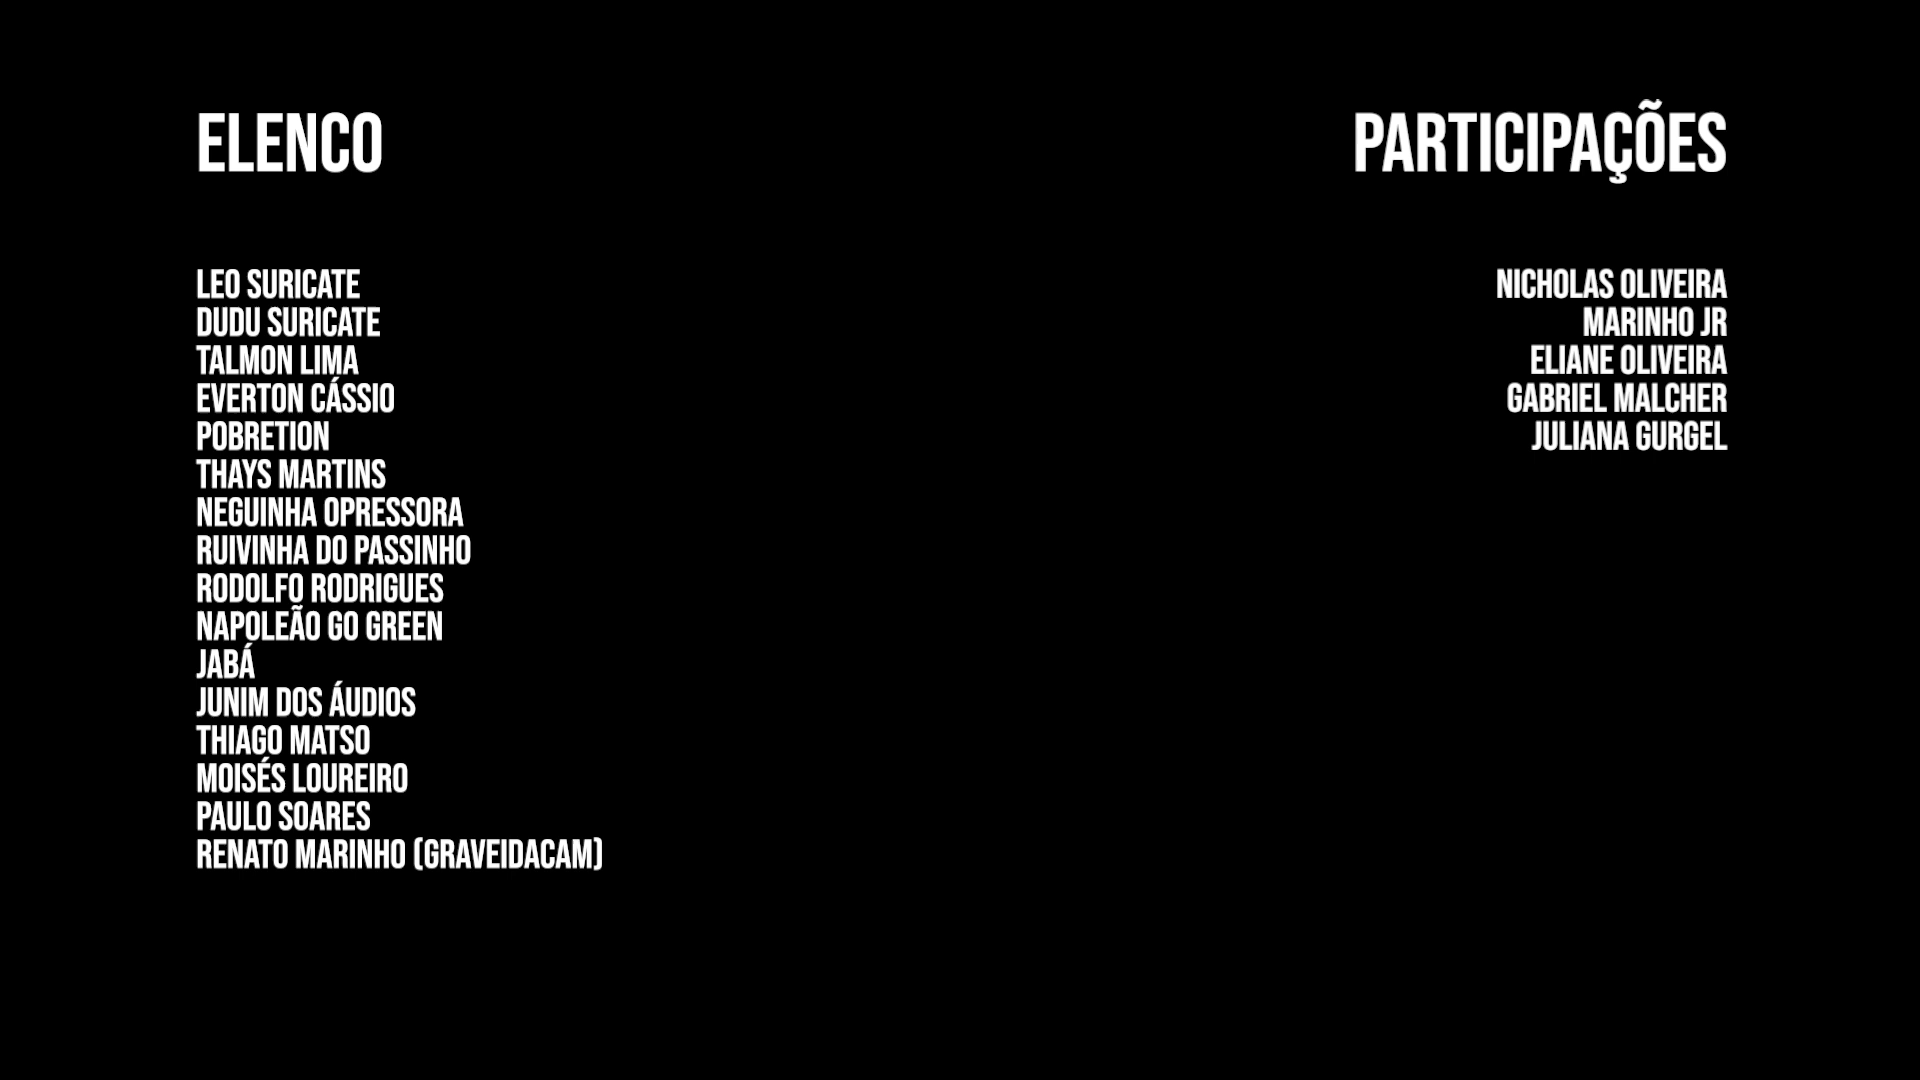 ELENCO
LEO SURICATE
DUDU SURICATE
TALMON LIMA
EVERTON CÁSSIO
POBRETION
THAYS MARTINS
NEGUINHA OPRESSORA
RUIVINHA DO PASSINHO
RODOLFO RODRIGUES
NAPOLEÃO GO GREEN
JABÁ
JUNIM DOS ÁUDIOS
THIAGO MATSO
MOISÉS LOUREIRO
PAULO SOARES
RENATO MARINHO (GRAVEIDACAM)
PARTICIPAÇÕES
NICHOLAS OLIVEIRA
MARINHO JR
ELIANE OLIVEIRA
GABRIEL MALCHER
JULIANA GURGEL